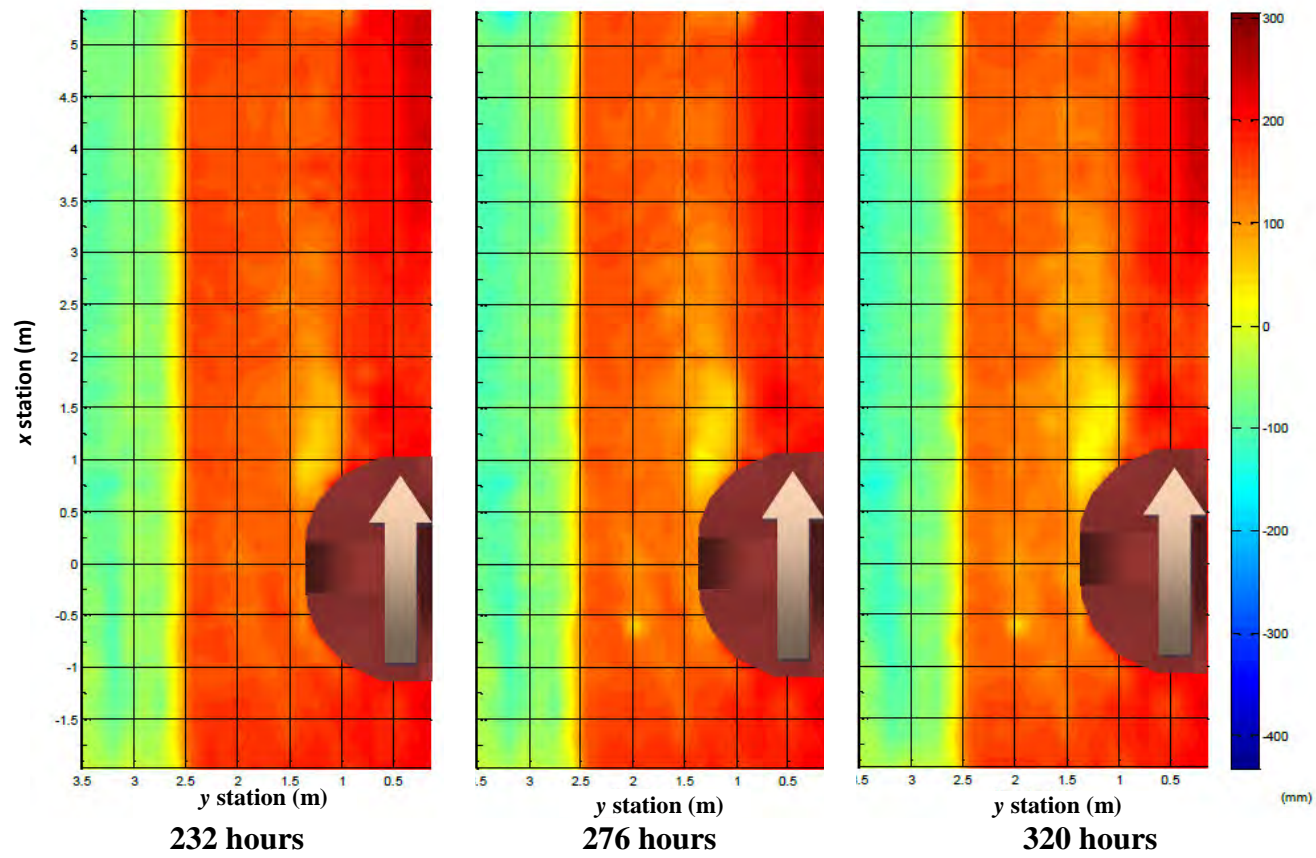 x station (m)
5
4.5
4
3.5
3
2.5
2
1.5
1
0.5
0
-0.5
-1
-1.5
3.5 3 2.5 2 1.5 1 0.5
y station (m)
232 hours
.5 3 2.5 2 1.5 1 0.5
y station (m)
276 hours
.5 3 2.5 2 1.5 1 0.5
y station (m)
320 hours
300
200
100
0
-100
-200
-300
-400
(mm)